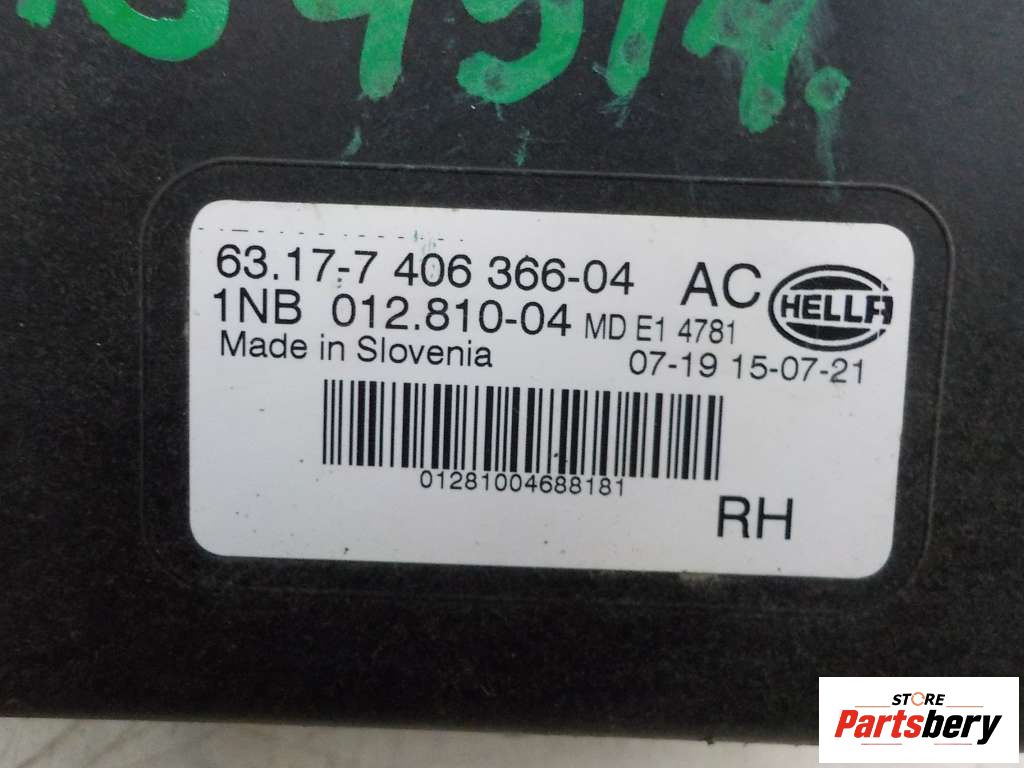 63.17-7 406 366-04 AC
HELLA
1NB 012.810-04 MD E1 4781
Made in Slovenia 07-19 15-07-21
01281004688181
RH
STORE
Partsbery